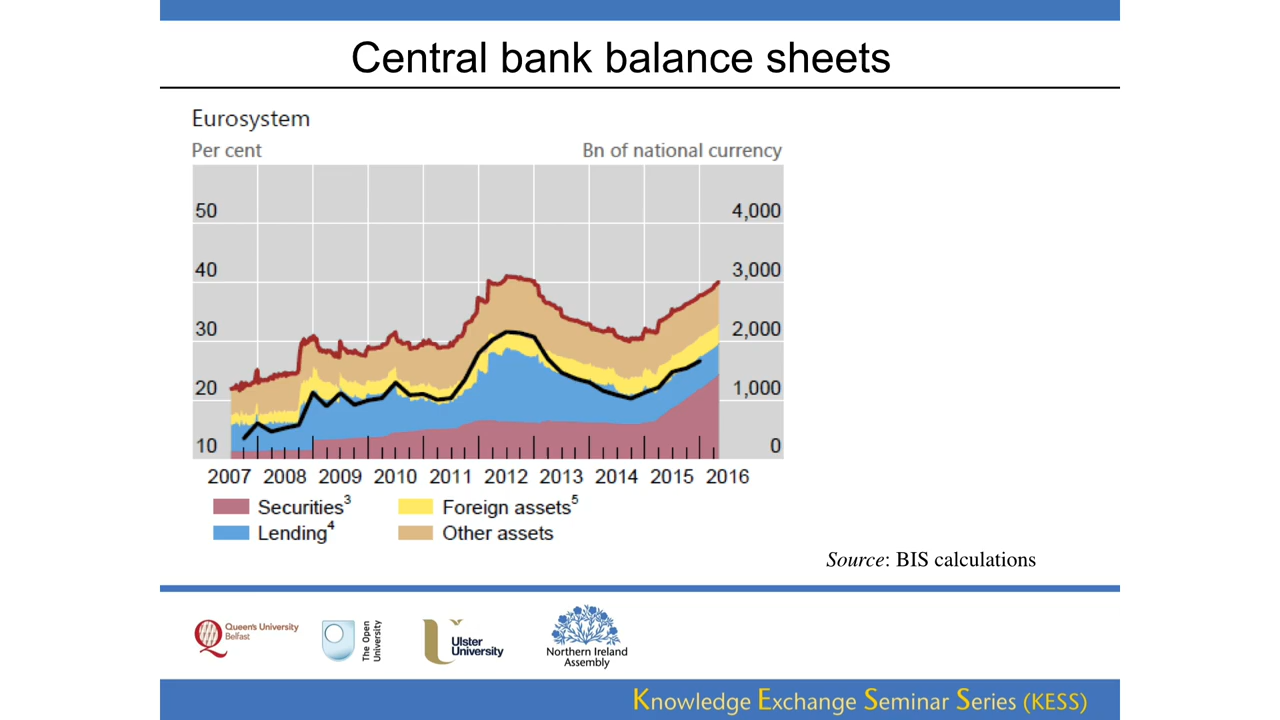 Central bank balance sheets
Eurosystem
Per cent
Bn of national currency
50
4,000
40
3,000
30
2,000
20
1,000
10
0
2007 2008 2009 2010 2011 2012 2013 2014 2015 2016
Securities3
Foreign assets5
Lending4
Other assets
Source: BIS calculations
Queen's University
Belfast
The Open
University
Ulster
University
Northern Ireland
Assembly
Knowledge Exchange Seminar Series (KESS)